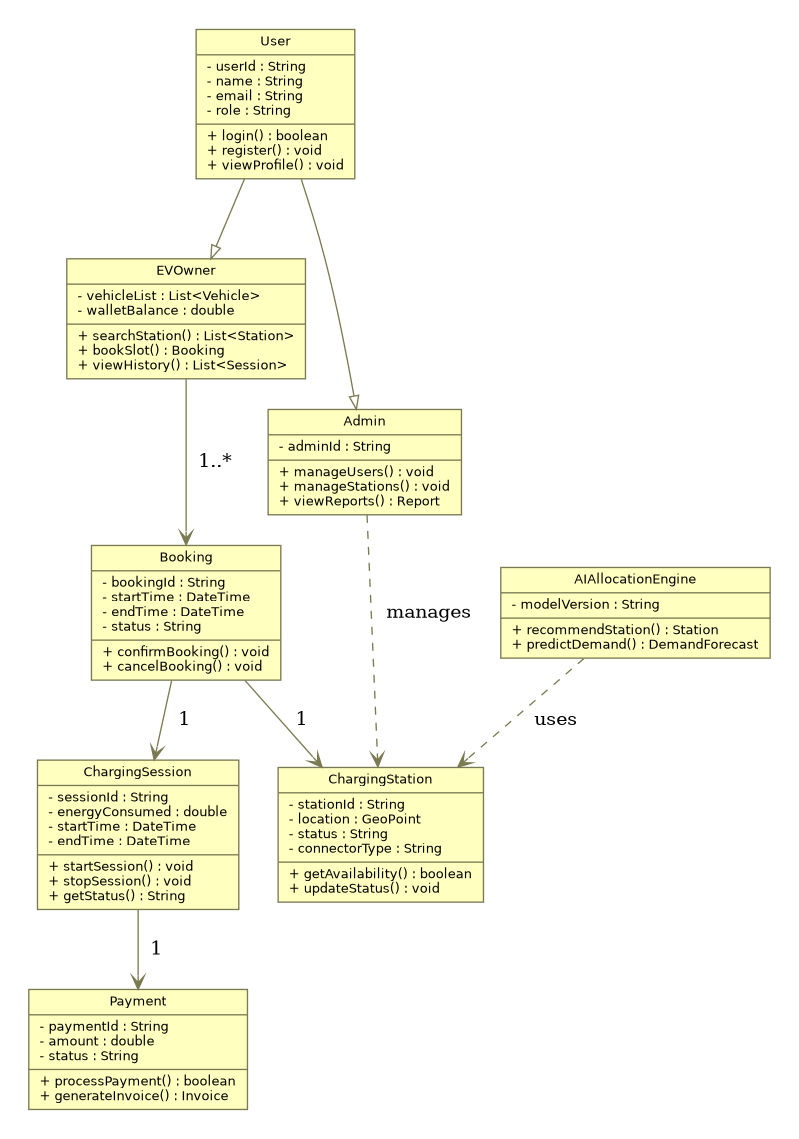 User
- userId : String
- name : String
- email : String
- role : String
+ login() : boolean
+ register() : void
+ viewProfile() : void
EVOwner
- vehicleList : List<Vehicle>
- walletBalance : double
+ searchStation() : List<Station>
+ bookSlot() : Booking
+ viewHistory() : List<Session>
Admin
- adminId : String
+ manageUsers() : void
+ manageStations() : void
+ viewReports() : Report
1..*
Booking
- bookingId : String
- startTime : DateTime
- endTime : DateTime
- status : String
+ confirmBooking() : void
+ cancelBooking() : void
manages
AIAllocationEngine
- modelVersion : String
+ recommendStation() : Station
+ predictDemand() : DemandForecast
1
1
uses
ChargingSession
- sessionId : String
- energyConsumed : double
- startTime : DateTime
- endTime : DateTime
+ startSession() : void
+ stopSession() : void
+ getStatus() : String
ChargingStation
- stationId : String
- location : GeoPoint
- status : String
- connectorType : String
+ getAvailability() : boolean
+ updateStatus() : void
1
Payment
- paymentId : String
- amount : double
- status : String
+ processPayment() : boolean
+ generateInvoice() : Invoice